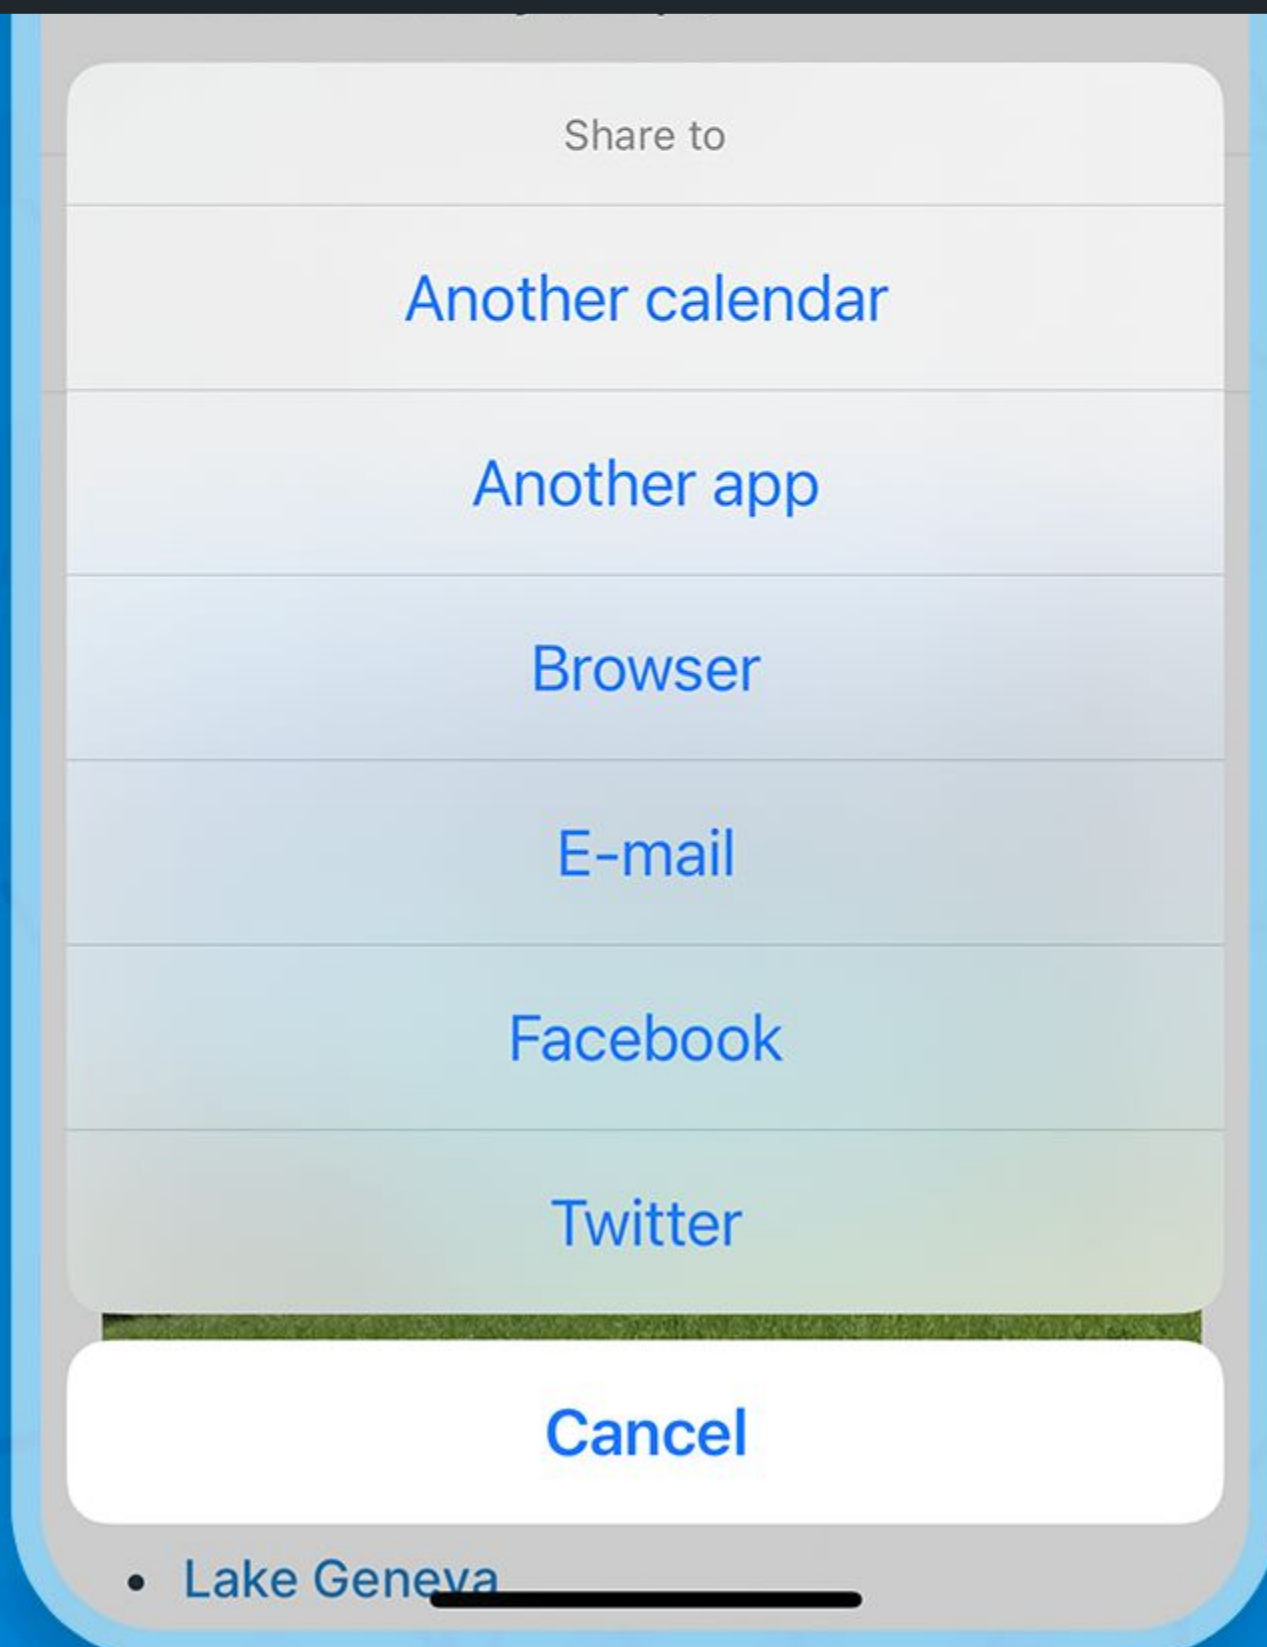 Share to
Another calendar
Another app
Browser
E-mail
Facebook
Twitter
Cancel
• Lake Geneva